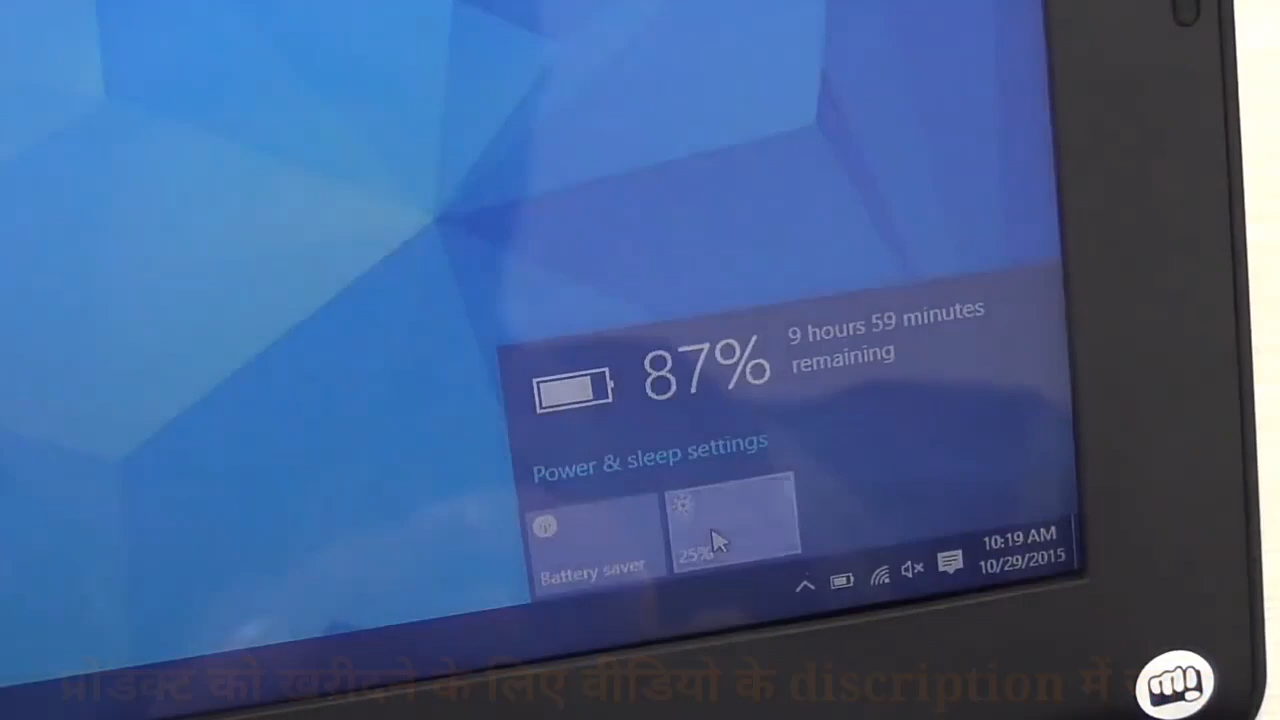 87%
9 hours 59 minutes
remaining
Power & sleep settings
Battery saver
25%
10:19 AM
10/29/2015
प्रोडक्ट को खरीदने के लिए वीडियो के discription में